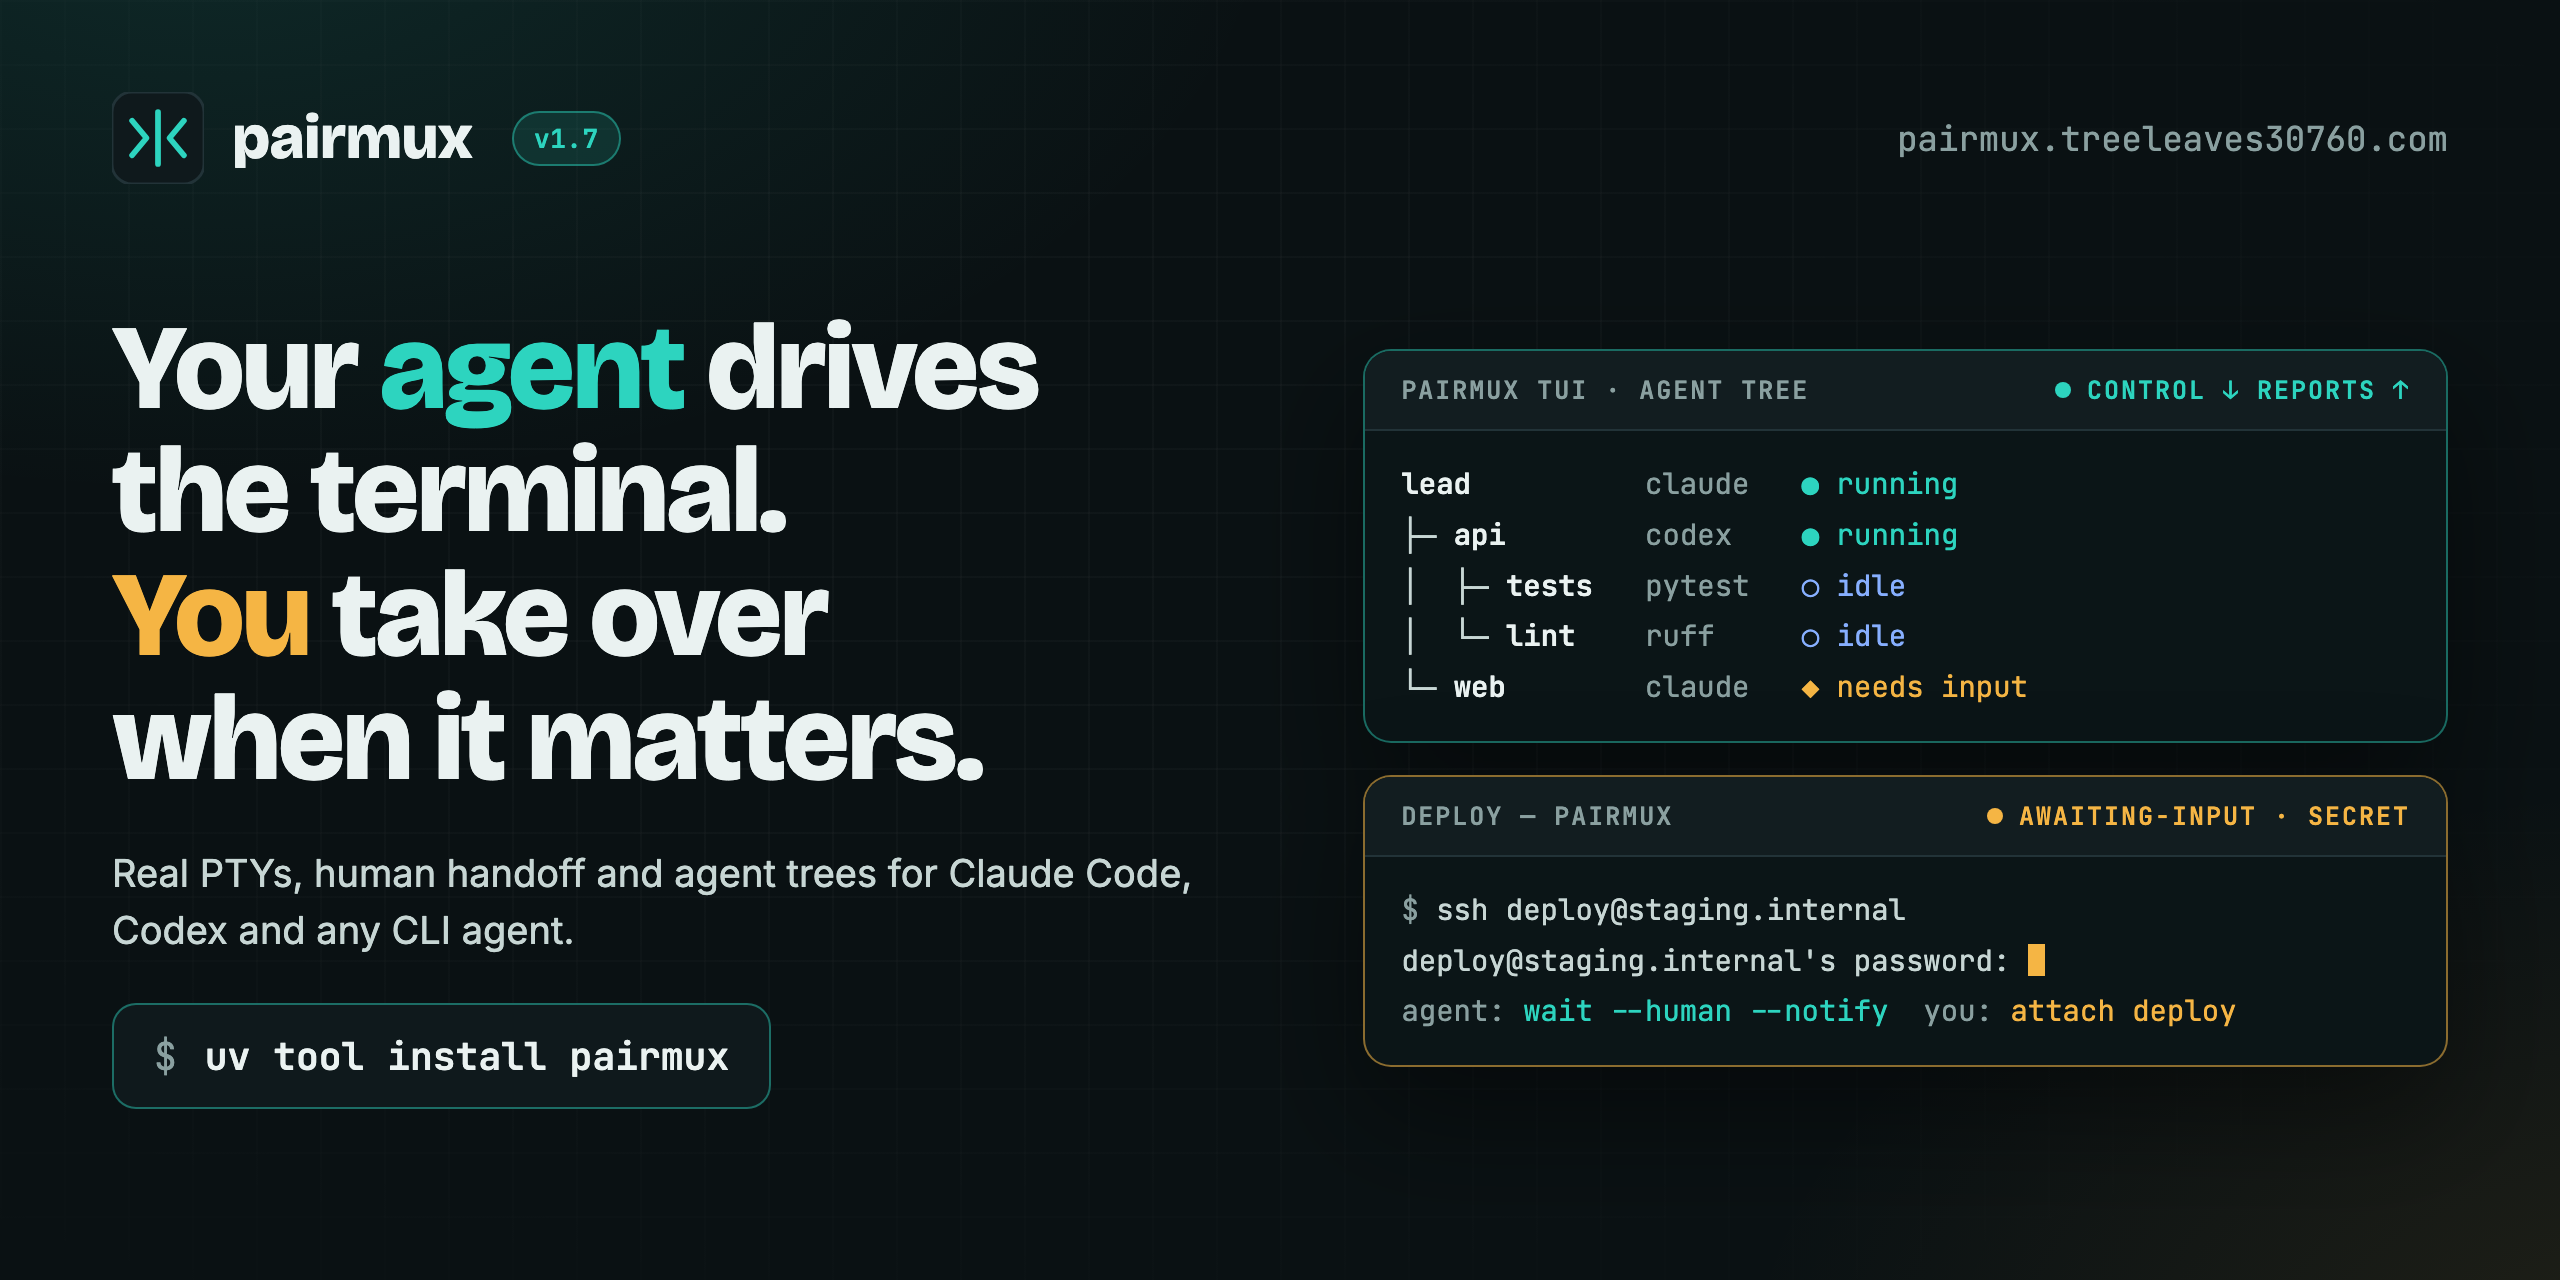 pairmux v1.7
pairmux.treeleaves30760.com
Your agent drives
the terminal.
You take over
when it matters.
Real PTYs, human handoff and agent trees for Claude Code,
Codex and any CLI agent.
$ uv tool install pairmux
PAIRMUX TUI · AGENT TREE ● CONTROL ↓ REPORTS ↑
lead claude ● running
├─ api codex ● running
│ ├─ tests pytest ○ idle
│ └─ lint ruff ○ idle
└─ web claude ◆ needs input
DEPLOY — PAIRMUX ● AWAITING-INPUT · SECRET
$ ssh deploy@staging.internal
deploy@staging.internal's password:
agent: wait --human --notify you: attach deploy